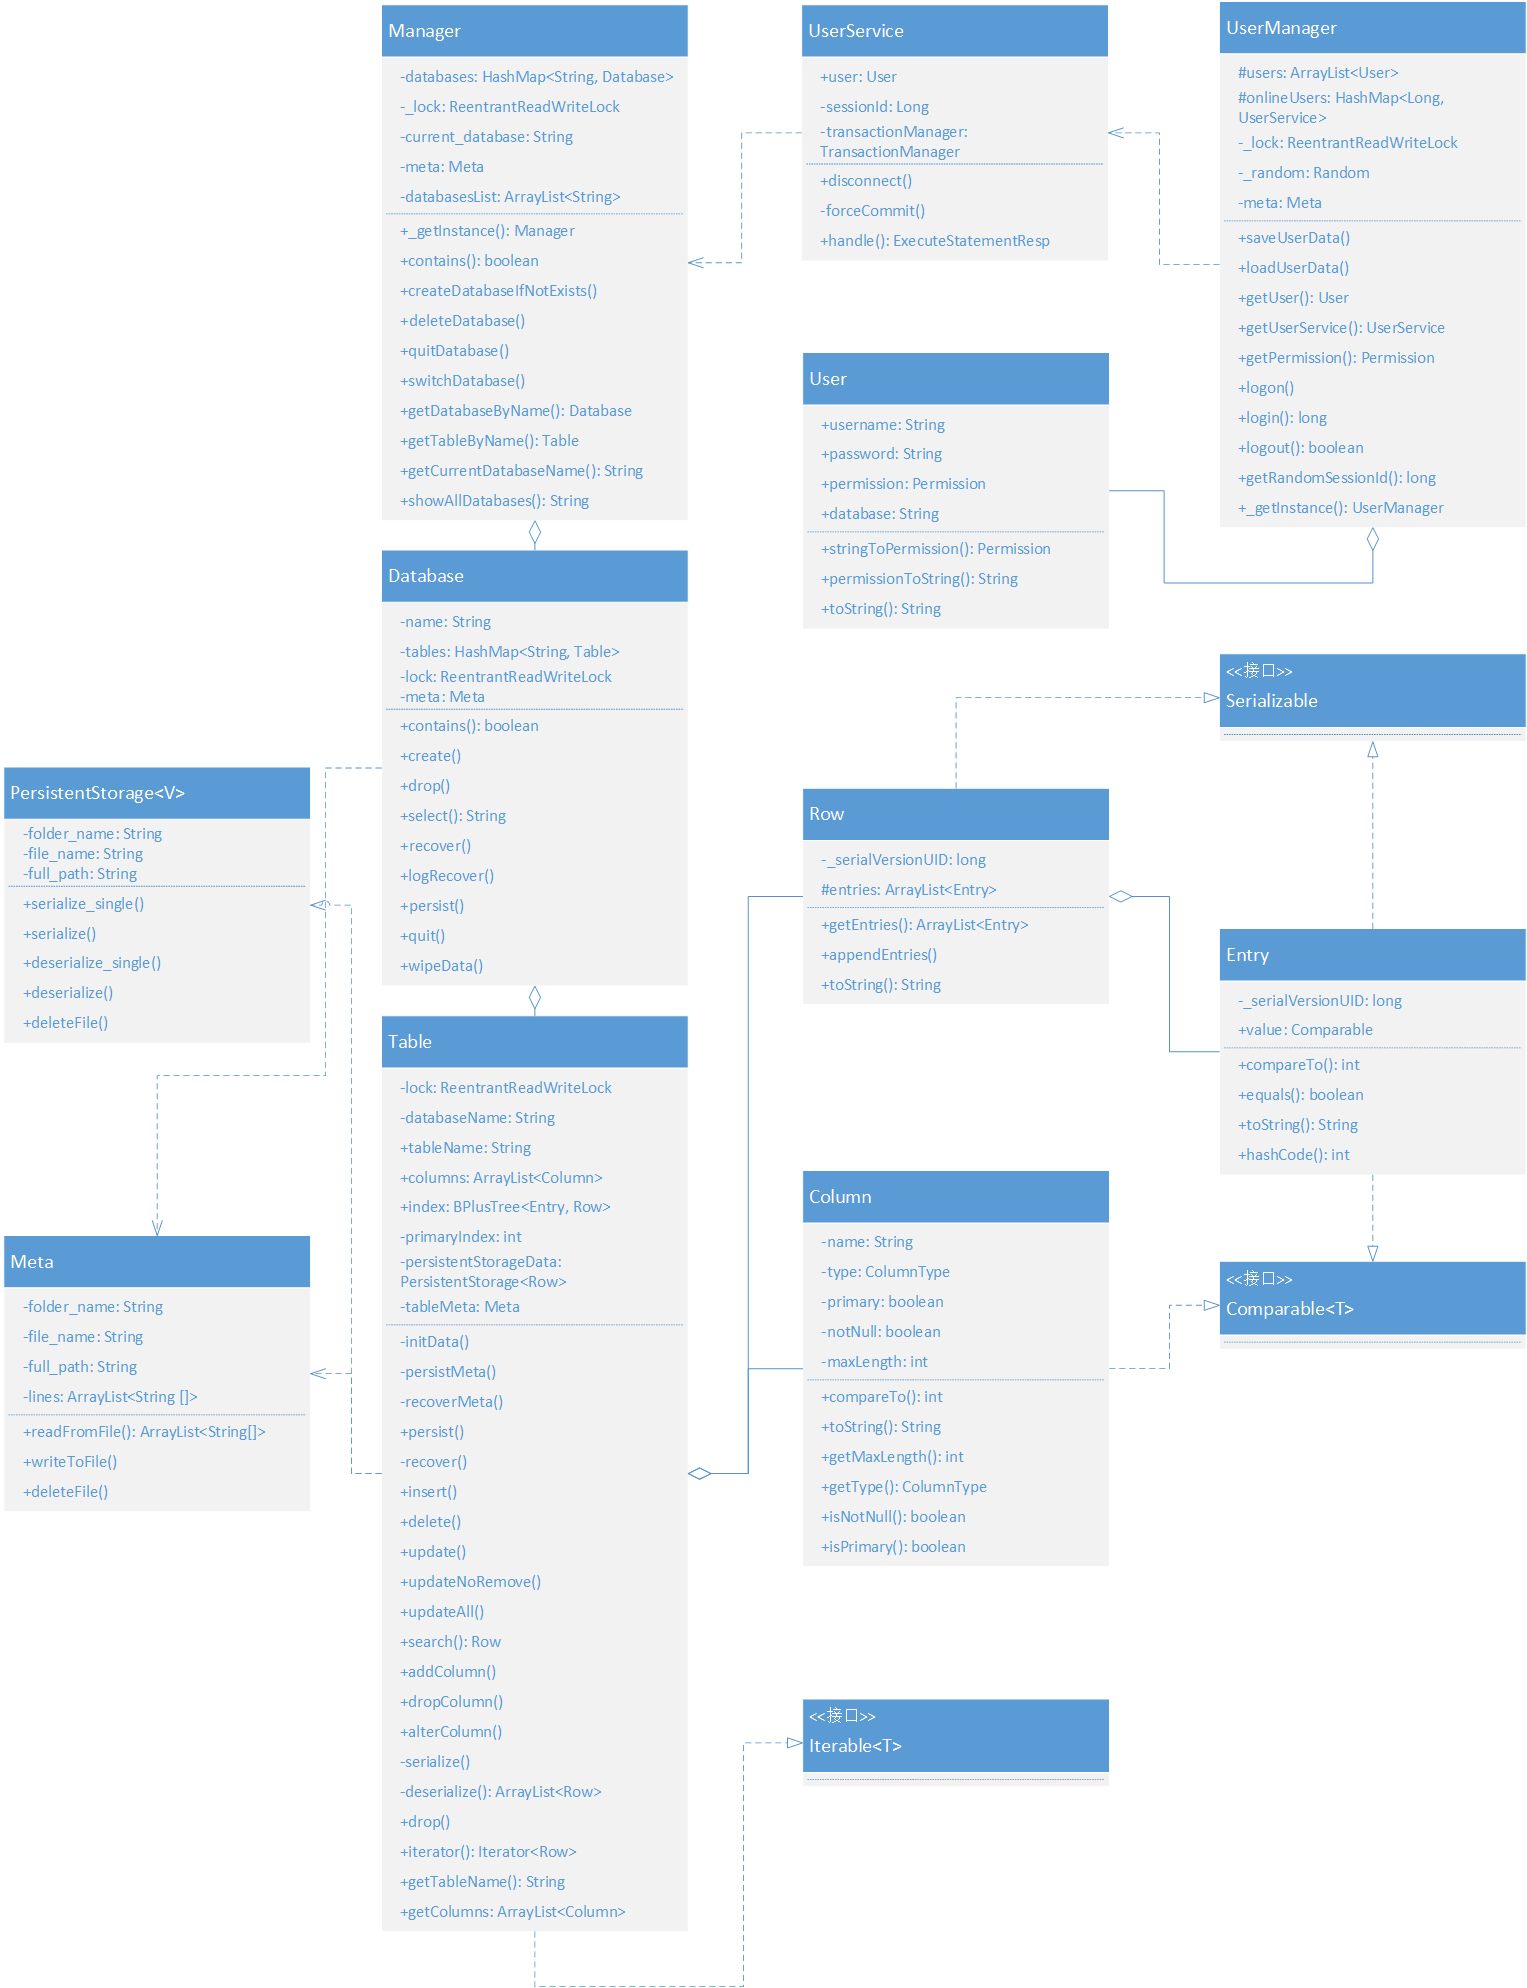 Manager
-databases: HashMap<String, Database>
-_lock: ReentrantReadWriteLock
-current_database: String
-meta: Meta
-databasesList: ArrayList<String>
+_getInstance(): Manager
+contains(): boolean
+createDatabaseIfNotExists()
+deleteDatabase()
+quitDatabase()
+switchDatabase()
+getDatabaseByName(): Database
+getTableByName(): Table
+getCurrentDatabaseName(): String
+showAllDatabases(): String
UserService
+user: User
-sessionId: Long
-transactionManager:
TransactionManager
+disconnect()
-forceCommit()
+handle(): ExecuteStatementResp
UserManager
#users: ArrayList<User>
#onlineUsers: HashMap<Long,
UserService>
-_lock: ReentrantReadWriteLock
-_random: Random
-meta: Meta
+saveUserData()
+loadUserData()
+getUser(): User
+getUserService(): UserService
+getPermission(): Permission
+logon()
+login(): long
+logout(): boolean
+getRandomSessionId(): long
+_getInstance(): UserManager
User
+username: String
+password: String
+permission: Permission
+database: String
+stringToPermission(): Permission
+permissionToString(): String
+toString(): String
Database
-name: String
-tables: HashMap<String, Table>
-lock: ReentrantReadWriteLock
-meta: Meta
+contains(): boolean
+create()
+drop()
+select(): String
+recover()
+logRecover()
+persist()
+quit()
+wipeData()
<<接口>>
Serializable
PersistentStorage<V>
-folder_name: String
-file_name: String
-full_path: String
+serialize_single()
+serialize()
+deserialize_single()
+deserialize()
+deleteFile()
Row
-_serialVersionUID: long
#entries: ArrayList<Entry>
+getEntries(): ArrayList<Entry>
+appendEntries()
+toString(): String
Entry
-_serialVersionUID: long
+value: Comparable
+compareTo(): int
+equals(): boolean
+toString(): String
+hashCode(): int
Table
-lock: ReentrantReadWriteLock
-databaseName: String
+tableName: String
+columns: ArrayList<Column>
+index: BPlusTree<Entry, Row>
-primaryIndex: int
-persistentStorageData:
PersistentStorage<Row>
-tableMeta: Meta
-initData()
-persistMeta()
-recoverMeta()
+persist()
-recover()
+insert()
+delete()
+update()
+updateNoRemove()
+updateAll()
+search(): Row
+addColumn()
+dropColumn()
+alterColumn()
-serialize()
-deserialize(): ArrayList<Row>
+drop()
+iterator(): Iterator<Row>
+getTableName(): String
+getColumns: ArrayList<Column>
Meta
-folder_name: String
-file_name: String
-full_path: String
-lines: ArrayList<String []>
+readFromFile(): ArrayList<String[]>
+writeToFile()
+deleteFile()
Column
-name: String
-type: ColumnType
-primary: boolean
-notNull: boolean
-maxLength: int
+compareTo(): int
+toString(): String
+getMaxLength(): int
+getType(): ColumnType
+isNotNull(): boolean
+isPrimary(): boolean
<<接口>>
Comparable<T>
<<接口>>
Iterable<T>